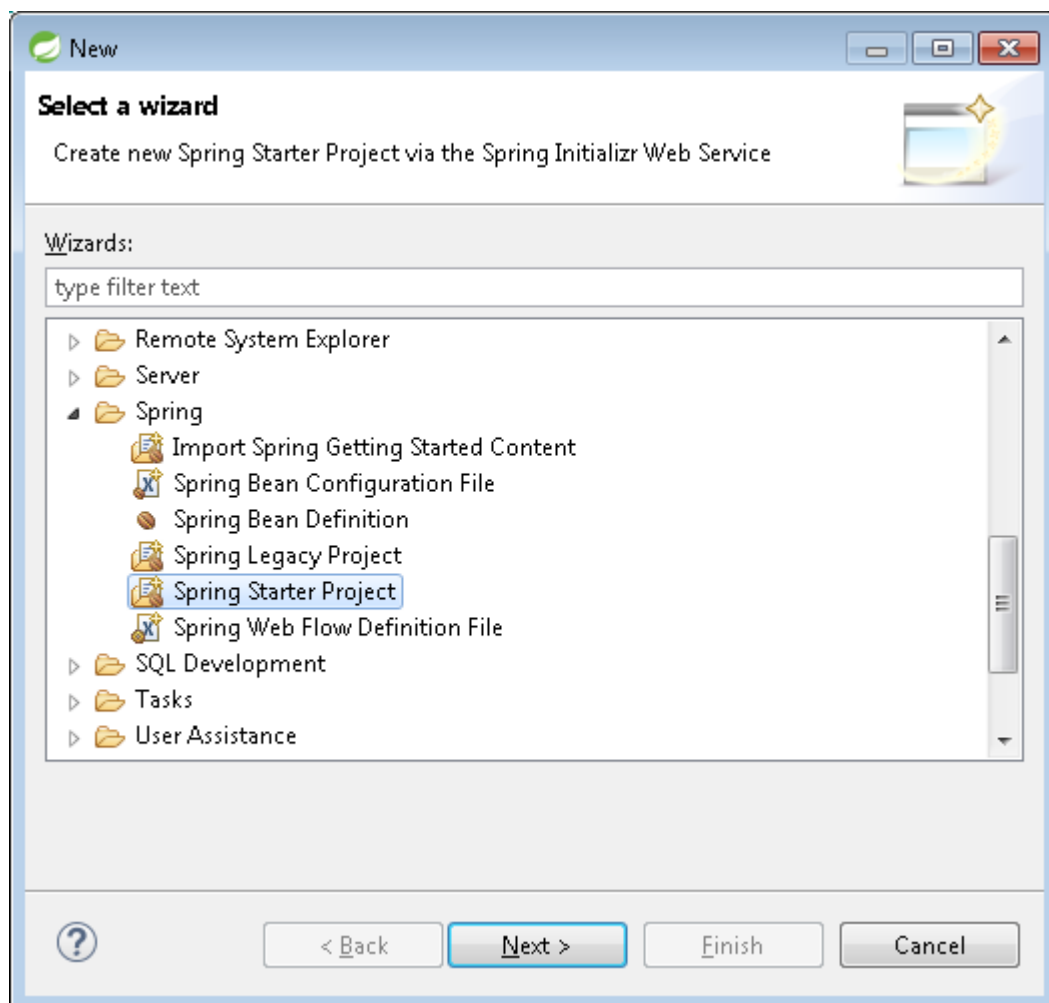 New
Select a wizard
Create new Spring Starter Project via the Spring Initializr Web Service
Wizards:
type filter text
Remote System Explorer
Server
Spring
Import Spring Getting Started Content
Spring Bean Configuration File
Spring Bean Definition
Spring Legacy Project
Spring Starter Project
Spring Web Flow Definition File
SQL Development
Tasks
User Assistance
? < Back Next > Finish Cancel